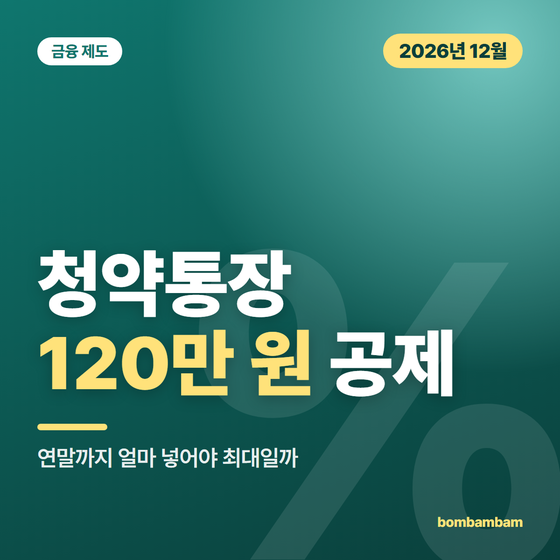 금융 제도
2026년 12월
청약통장
120만 원 공제
연말까지 얼마 넣어야 최대일까
bombambam
%